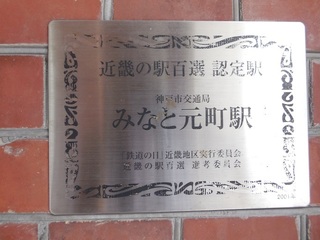 近畿の駅百選 認定駅
神戸市交通局
みなと元町駅
「鉄道の日」近畿地区実行委員会
近畿の駅百選 選考委員会